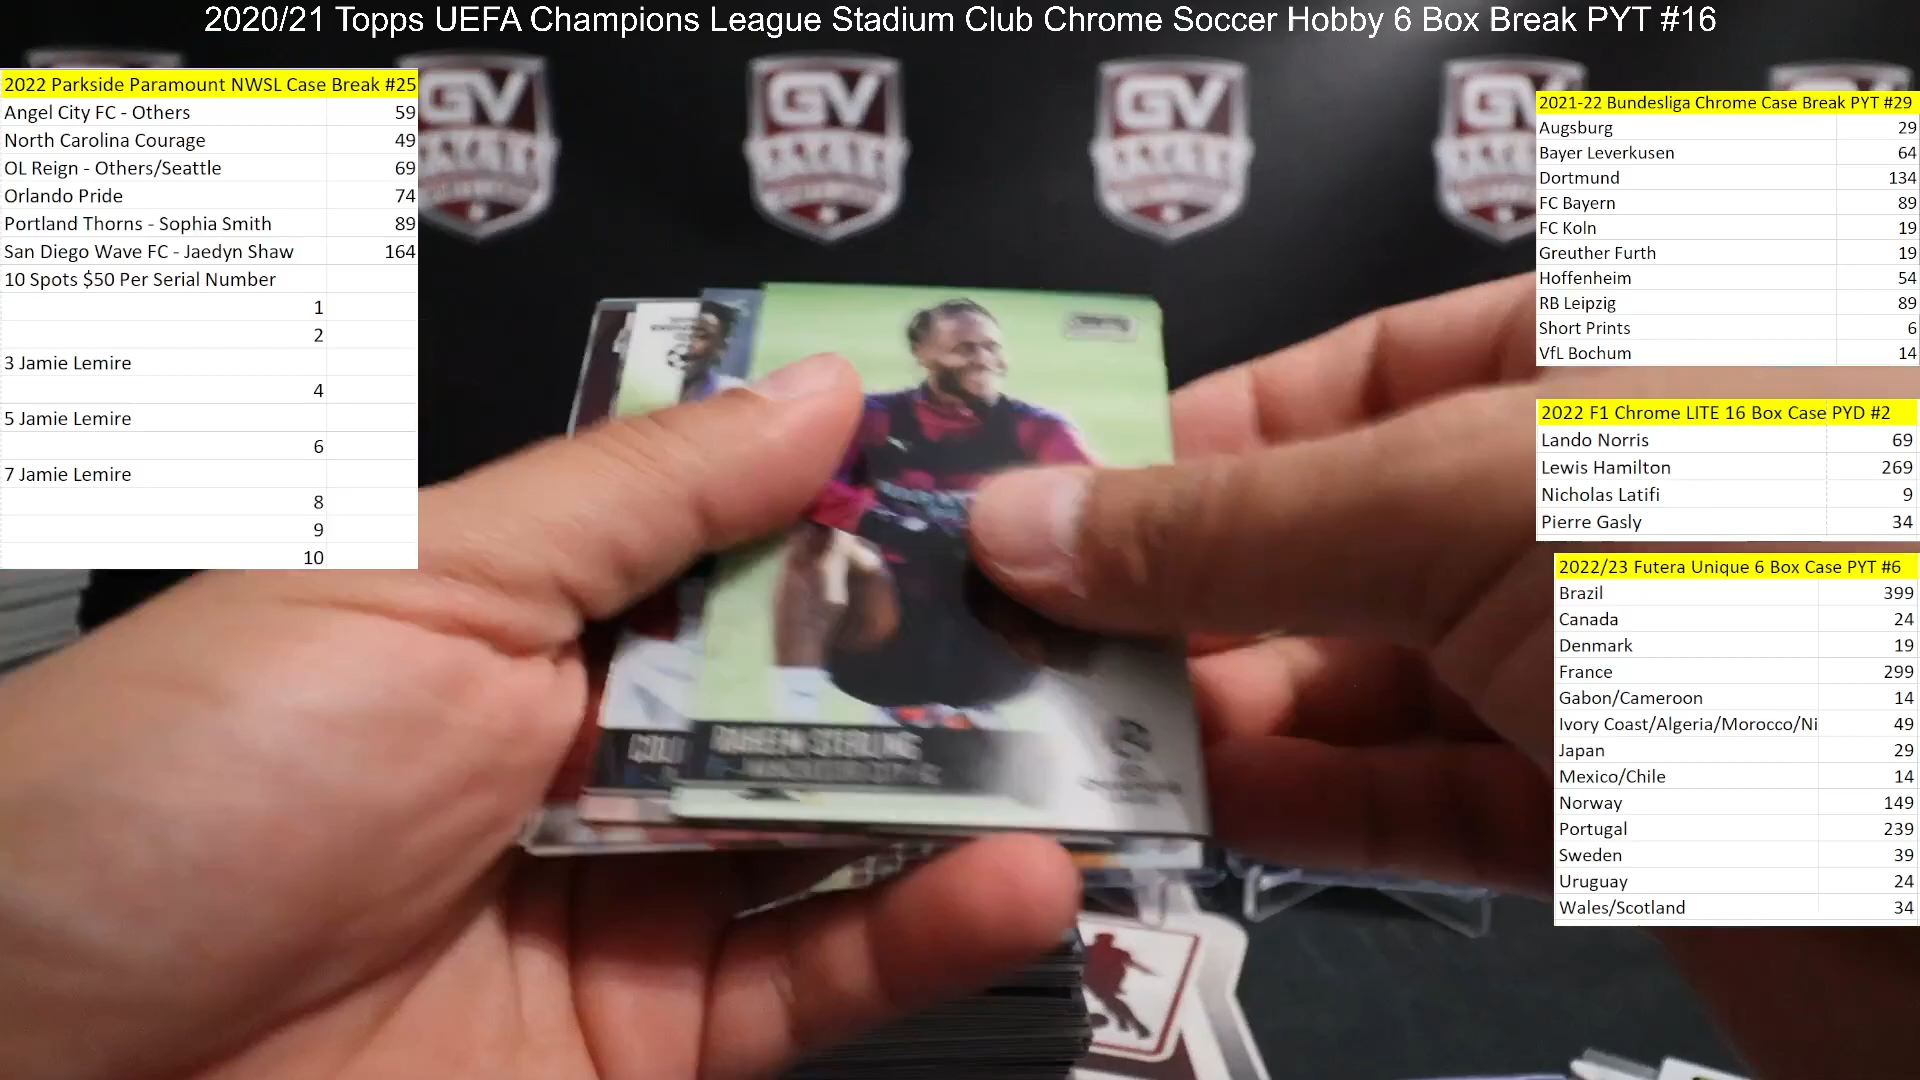 2020/21 Topps UEFA Champions League Stadium Club Chrome Soccer Hobby 6 Box Break PYT #16
2022 Parkside Paramount NWSL Case Break #25
Angel City FC - Others 59
North Carolina Courage 49
OL Reign - Others/Seattle 69
Orlando Pride 74
Portland Thorns - Sophia Smith 89
San Diego Wave FC - Jaedyn Shaw 164
10 Spots $50 Per Serial Number
1
2
3 Jamie Lemire
4
5 Jamie Lemire
6
7 Jamie Lemire
8
9
10
GV
GV
GV
GV
RAHEEM STERLING
MANCHESTER CITY FC
2021-22 Bundesliga Chrome Case Break PYT #29
Augsburg 29
Bayer Leverkusen 64
Dortmund 134
FC Bayern 89
FC Koln 19
Greuther Furth 19
Hoffenheim 54
RB Leipzig 89
Short Prints 6
VfL Bochum 14
2022 F1 Chrome LITE 16 Box Case PYD #2
Lando Norris 69
Lewis Hamilton 269
Nicholas Latifi 9
Pierre Gasly 34
2022/23 Futera Unique 6 Box Case PYT #6
Brazil 399
Canada 24
Denmark 19
France 299
Gabon/Cameroon 14
Ivory Coast/Algeria/Morocco/Ni 49
Japan 29
Mexico/Chile 14
Norway 149
Portugal 239
Sweden 39
Uruguay 24
Wales/Scotland 34